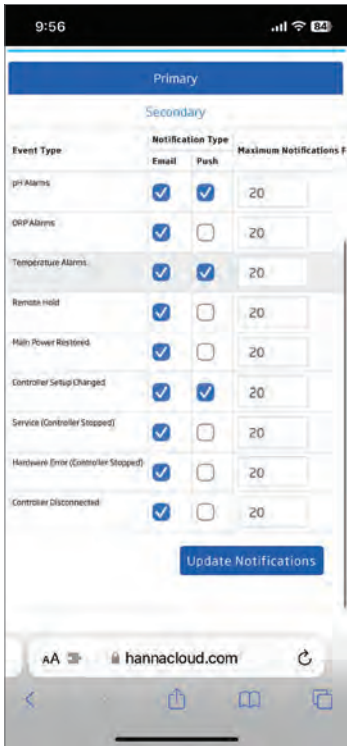 9:56
84
Primary
Secondary
Event Type
Notification Type
Maximum Notifications F
Email Push
pH Alarms 20
ORP Alarms 20
Temperature Alarms 20
Remote Hold 20
Main Power Restored 20
Controller Setup Changed 20
Service (Controller Stopped) 20
Hardware Error (Controller Stopped) 20
Controller Disconnected 20
Update Notifications
AA hannacloud.com